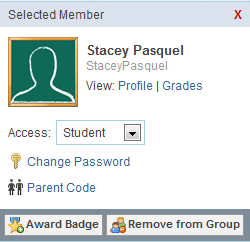 Selected Member X
Stacey Pasquel
StaceyPasquel
View: Profile | Grades
Access: Student
Change Password
Parent Code
Award Badge Remove from Group